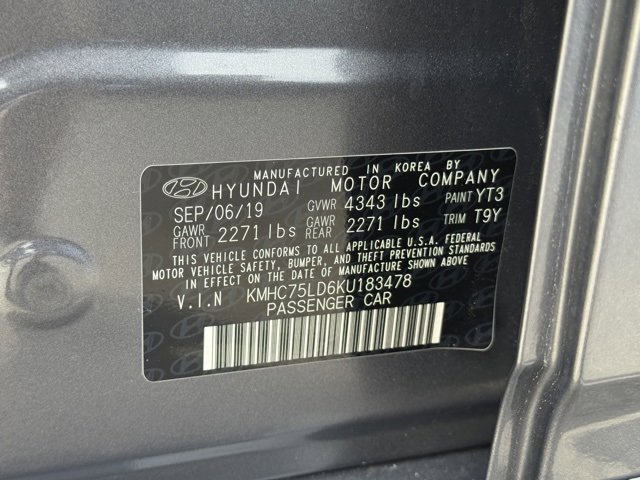 MANUFACTURED IN KOREA BY
HYUNDAI MOTOR COMPANY
SEP/06/19 GVWR 4343 lbs PAINT YT3
GAWR FRONT 2271 lbs GAWR REAR 2271 lbs TRIM T9Y
THIS VEHICLE CONFORMS TO ALL APPLICABLE U.S.A. FEDERAL
MOTOR VEHICLE SAFETY, BUMPER, AND THEFT PREVENTION STANDARDS
IN EFFECT ON THE DATE OF MANUFACTURE SHOWN ABOVE.
V.I.N KMHC75LD6KU183478
PASSENGER CAR